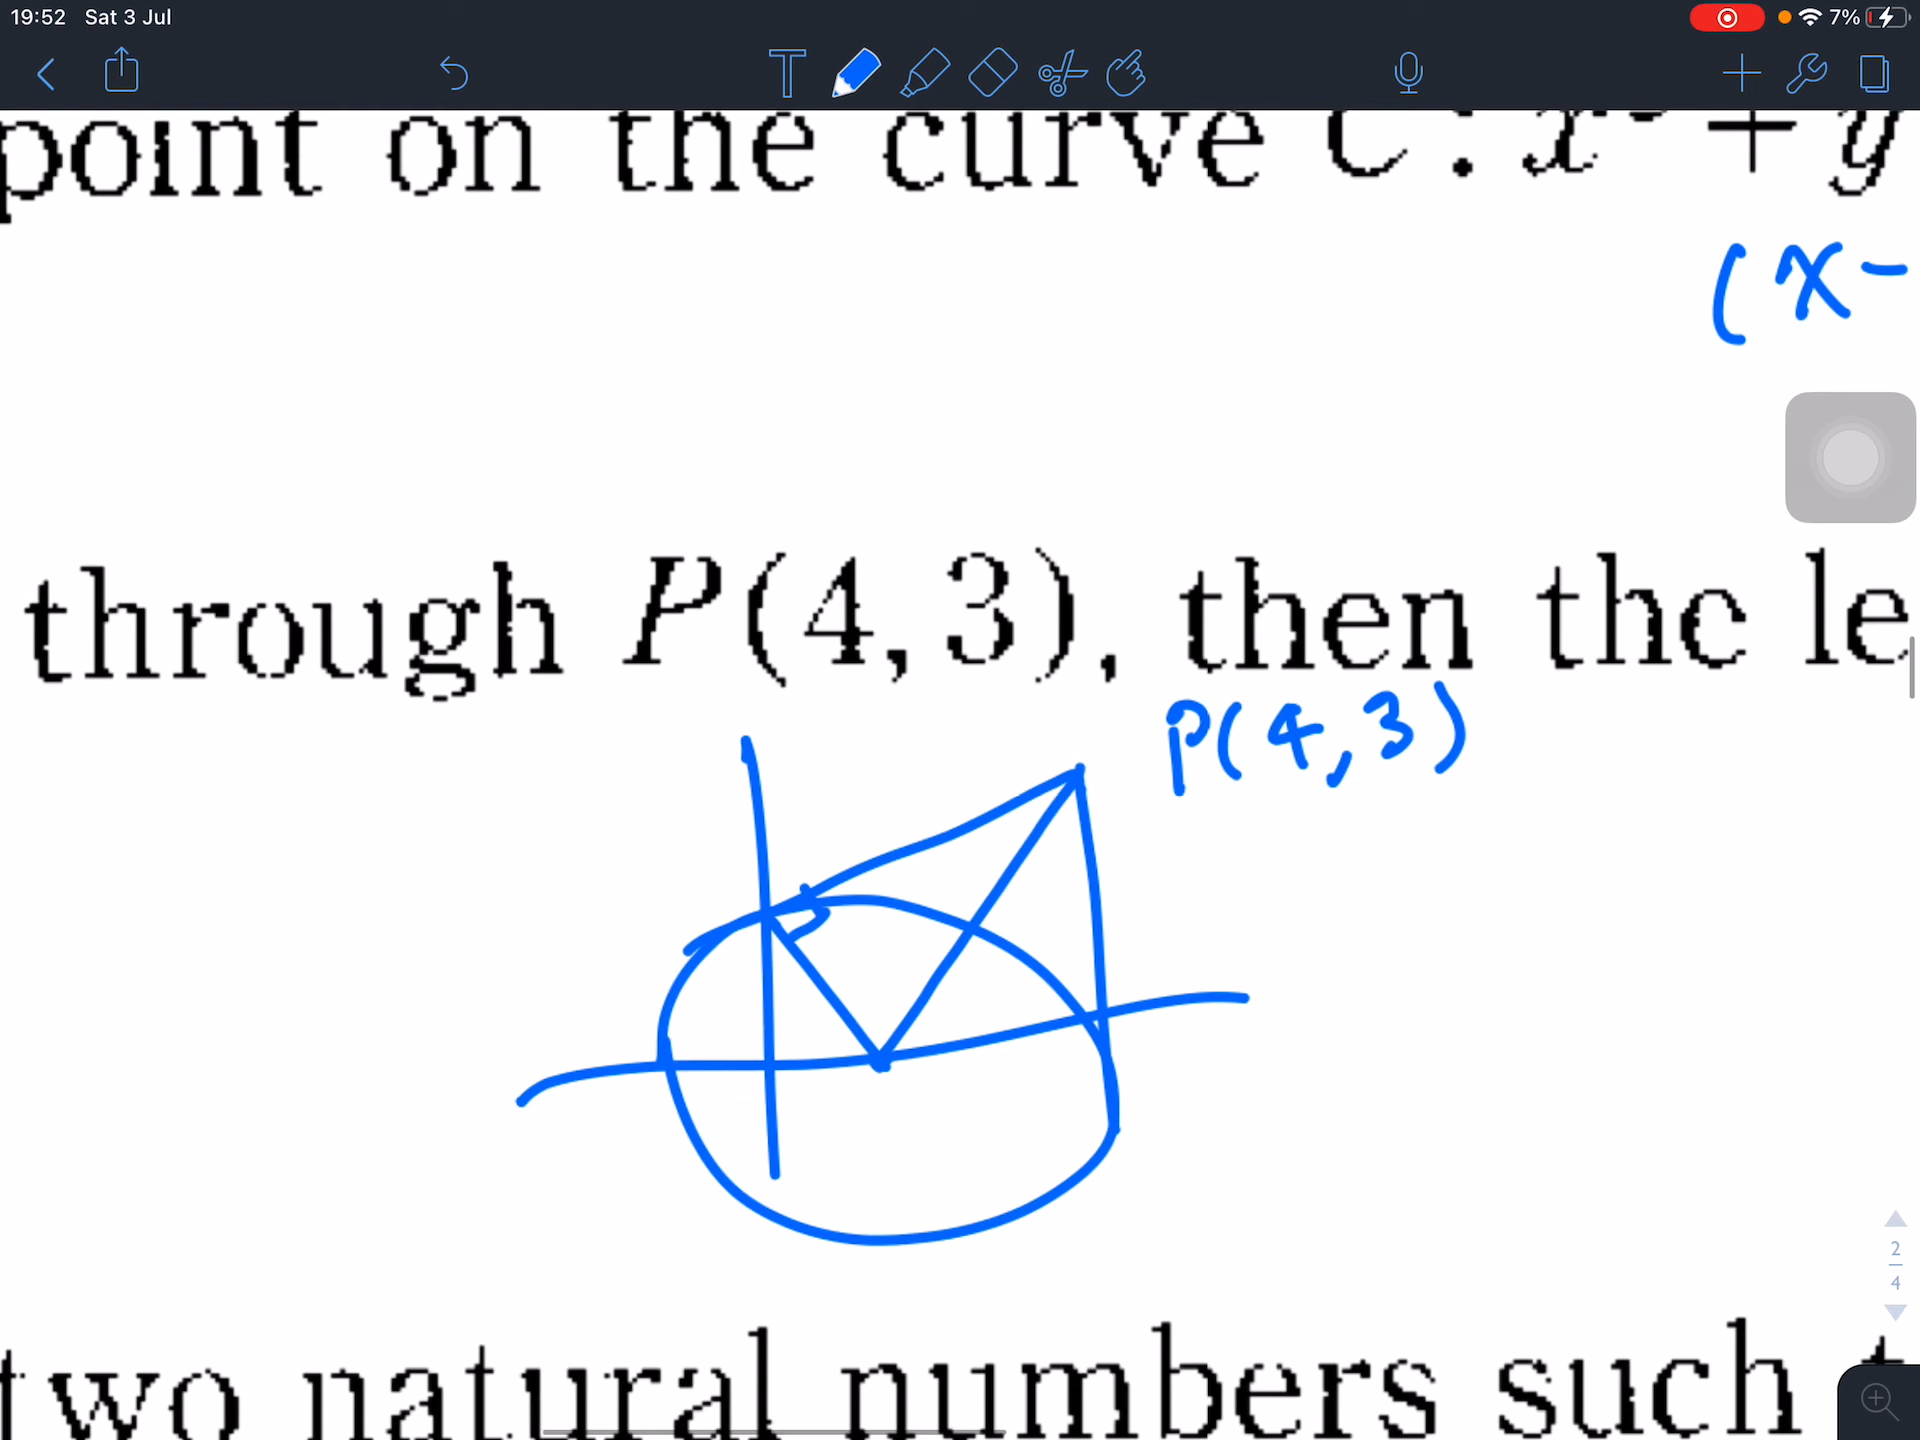 19:52 Sat 3 Jul 7%
T
point on the curve C : x + y
(x-
through P(4, 3), then the le
P(4,3)
2
4
two natural numbers such